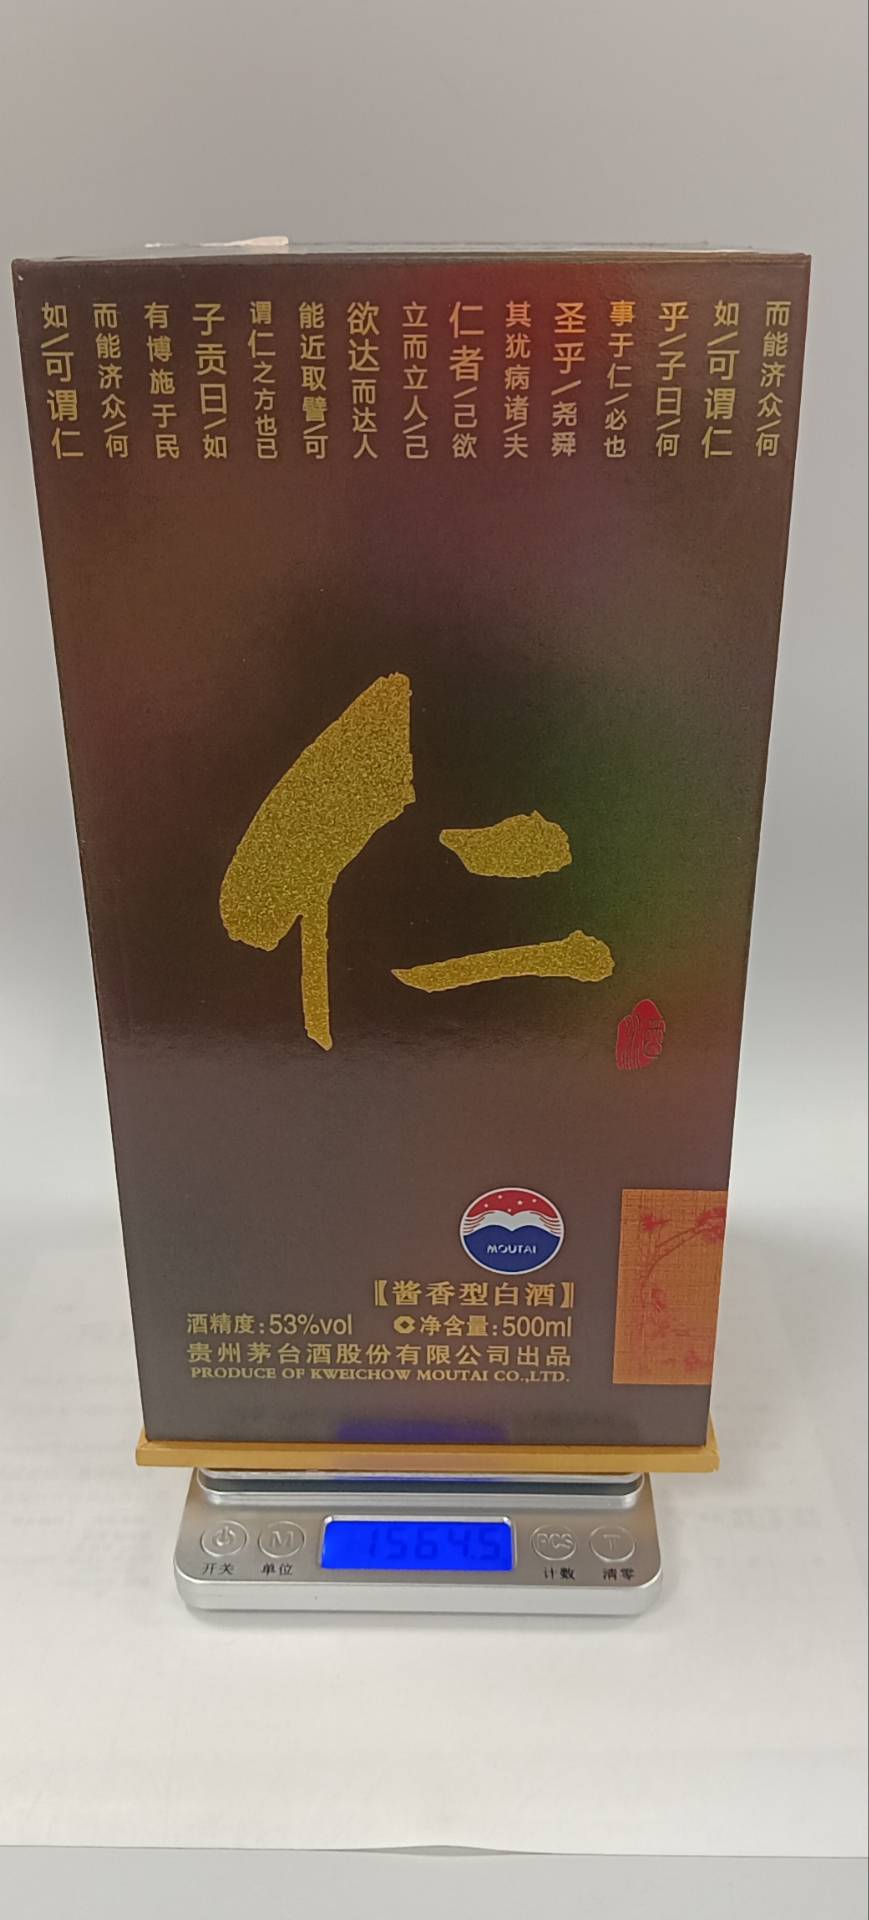 而能济众/何
如/可谓仁
乎/子曰/何
事于仁/必也
圣乎/尧舜
其犹病诸/夫
仁者/己欲
立而立人/己
欲达而达人
能近取譬/可
谓仁之方也已
子贡曰/如
有博施于民
而能济众/何
如/可谓仁
仁
酒
MOUTAI
【酱香型白酒】
酒精度:53%vol 净含量:500ml
贵州茅台酒股份有限公司出品
PRODUCE OF KWEICHOW MOUTAI CO.,LTD.
M 1564.5 PCS T
开关 单位 计数 清零